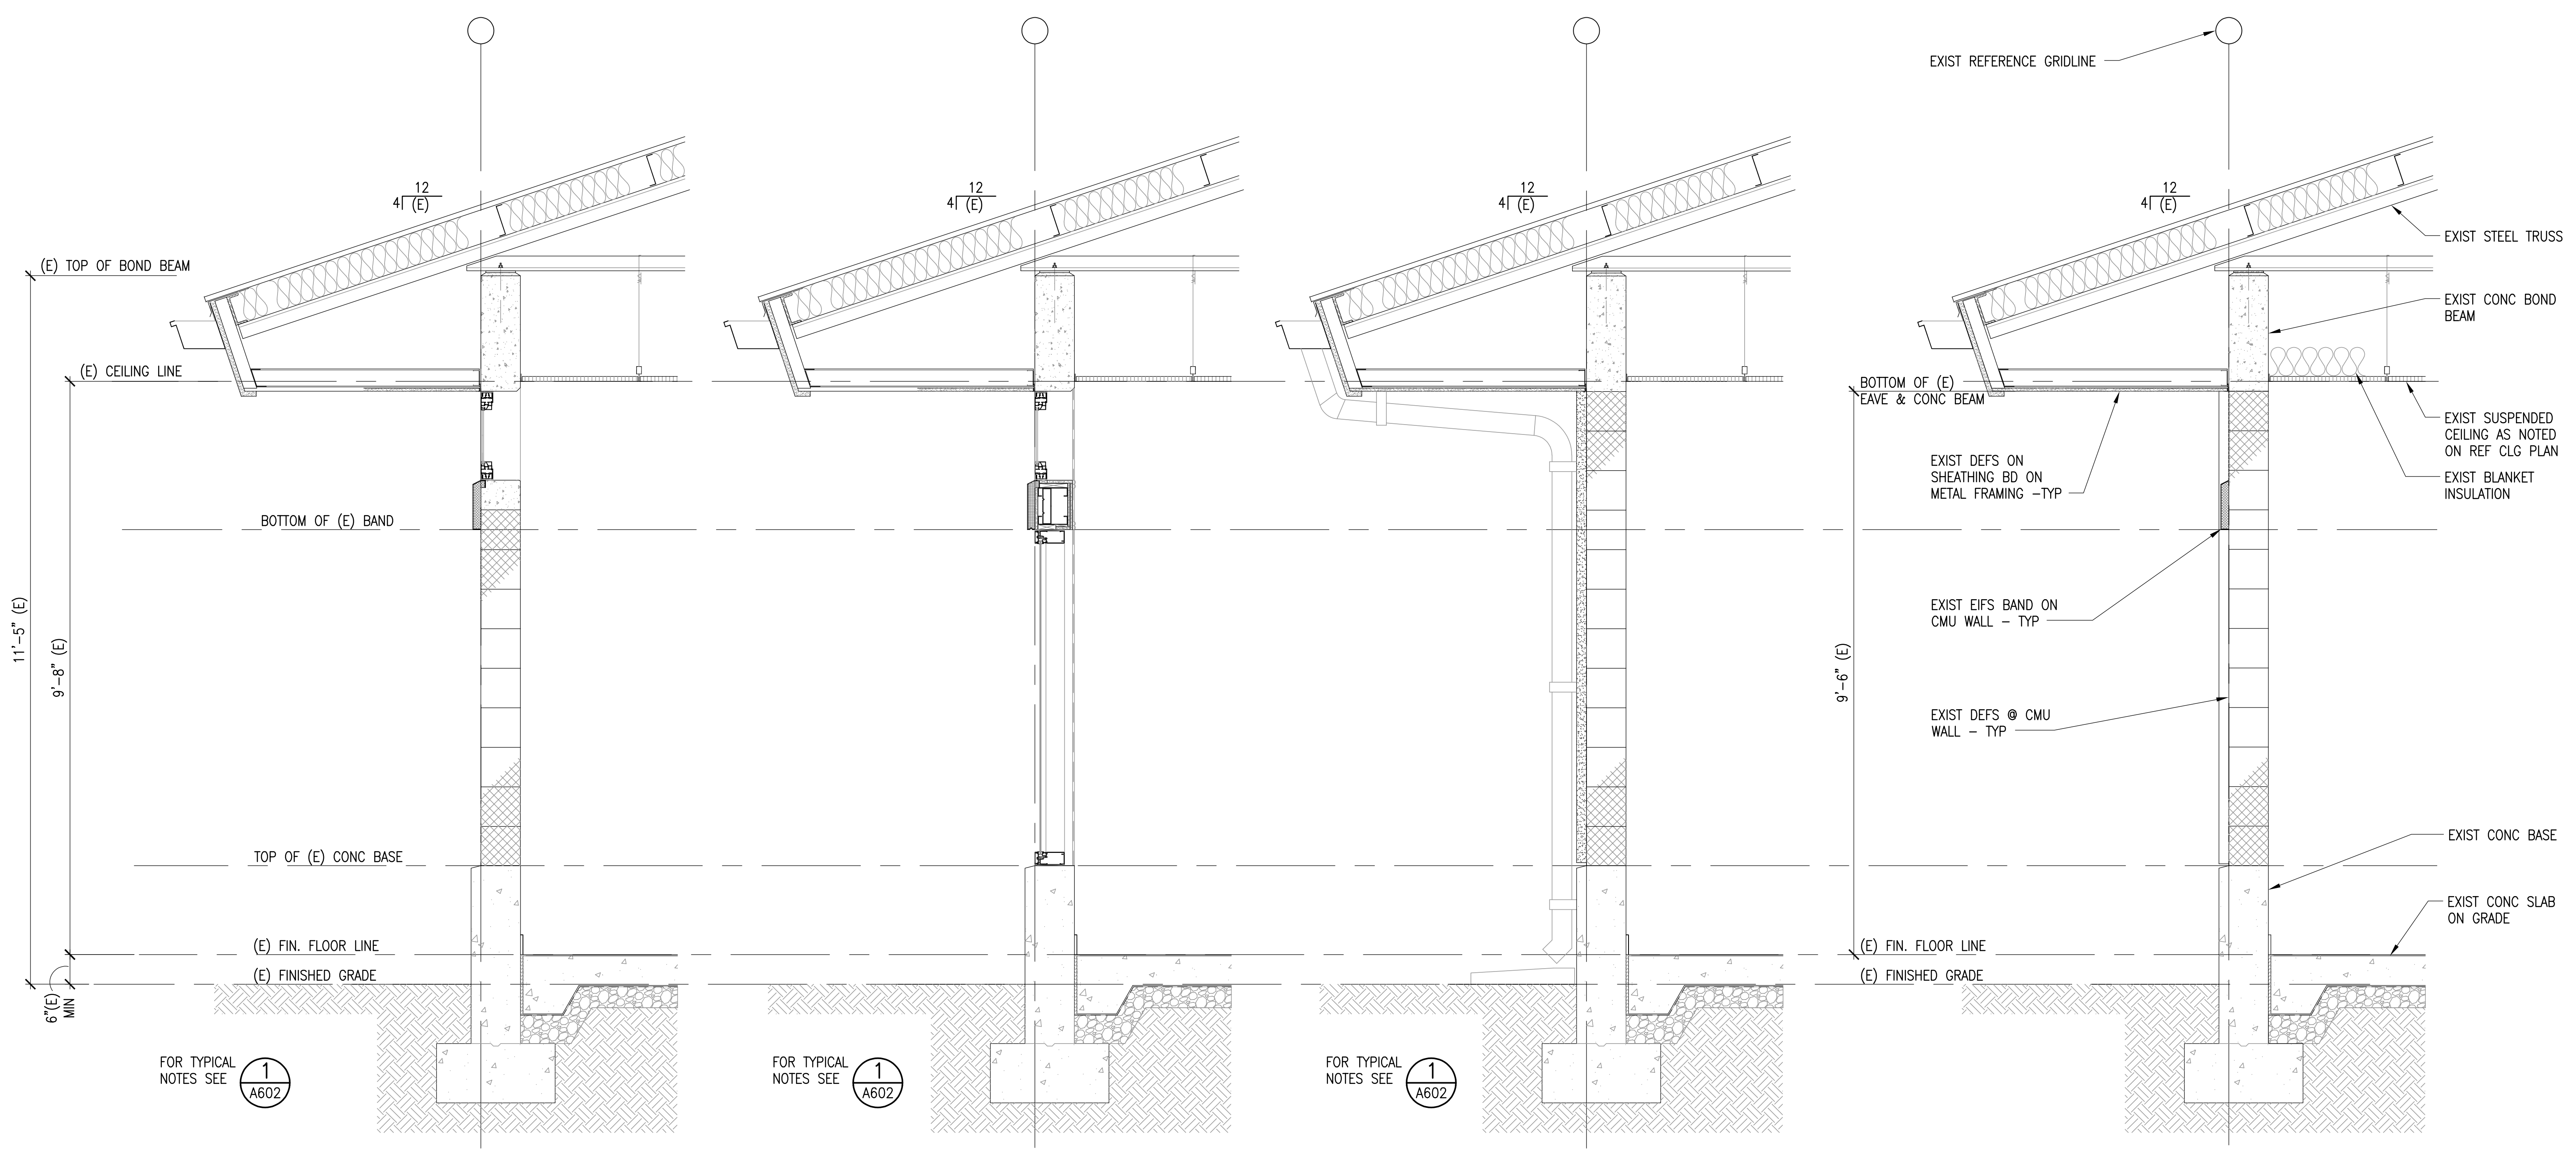 EXIST REFERENCE GRIDLINE
12
4 (E)
12
4 (E)
12
4 (E)
12
4 (E)
(E) TOP OF BOND BEAM
(E) CEILING LINE
BOTTOM OF (E) BAND
TOP OF (E) CONC BASE
(E) FIN. FLOOR LINE
(E) FINISHED GRADE
11'-5" (E)
9'-8" (E)
6"(E)
MIN
FOR TYPICAL
NOTES SEE
1
A602
FOR TYPICAL
NOTES SEE
1
A602
FOR TYPICAL
NOTES SEE
1
A602
BOTTOM OF (E)
EAVE & CONC BEAM
EXIST DEFS ON
SHEATHING BD ON
METAL FRAMING -TYP
EXIST EIFS BAND ON
CMU WALL - TYP
9'-6" (E)
EXIST DEFS @ CMU
WALL - TYP
(E) FIN. FLOOR LINE
(E) FINISHED GRADE
EXIST STEEL TRUSS
EXIST CONC BOND
BEAM
EXIST SUSPENDED
CEILING AS NOTED
ON REF CLG PLAN
EXIST BLANKET
INSULATION
EXIST CONC BASE
EXIST CONC SLAB
ON GRADE